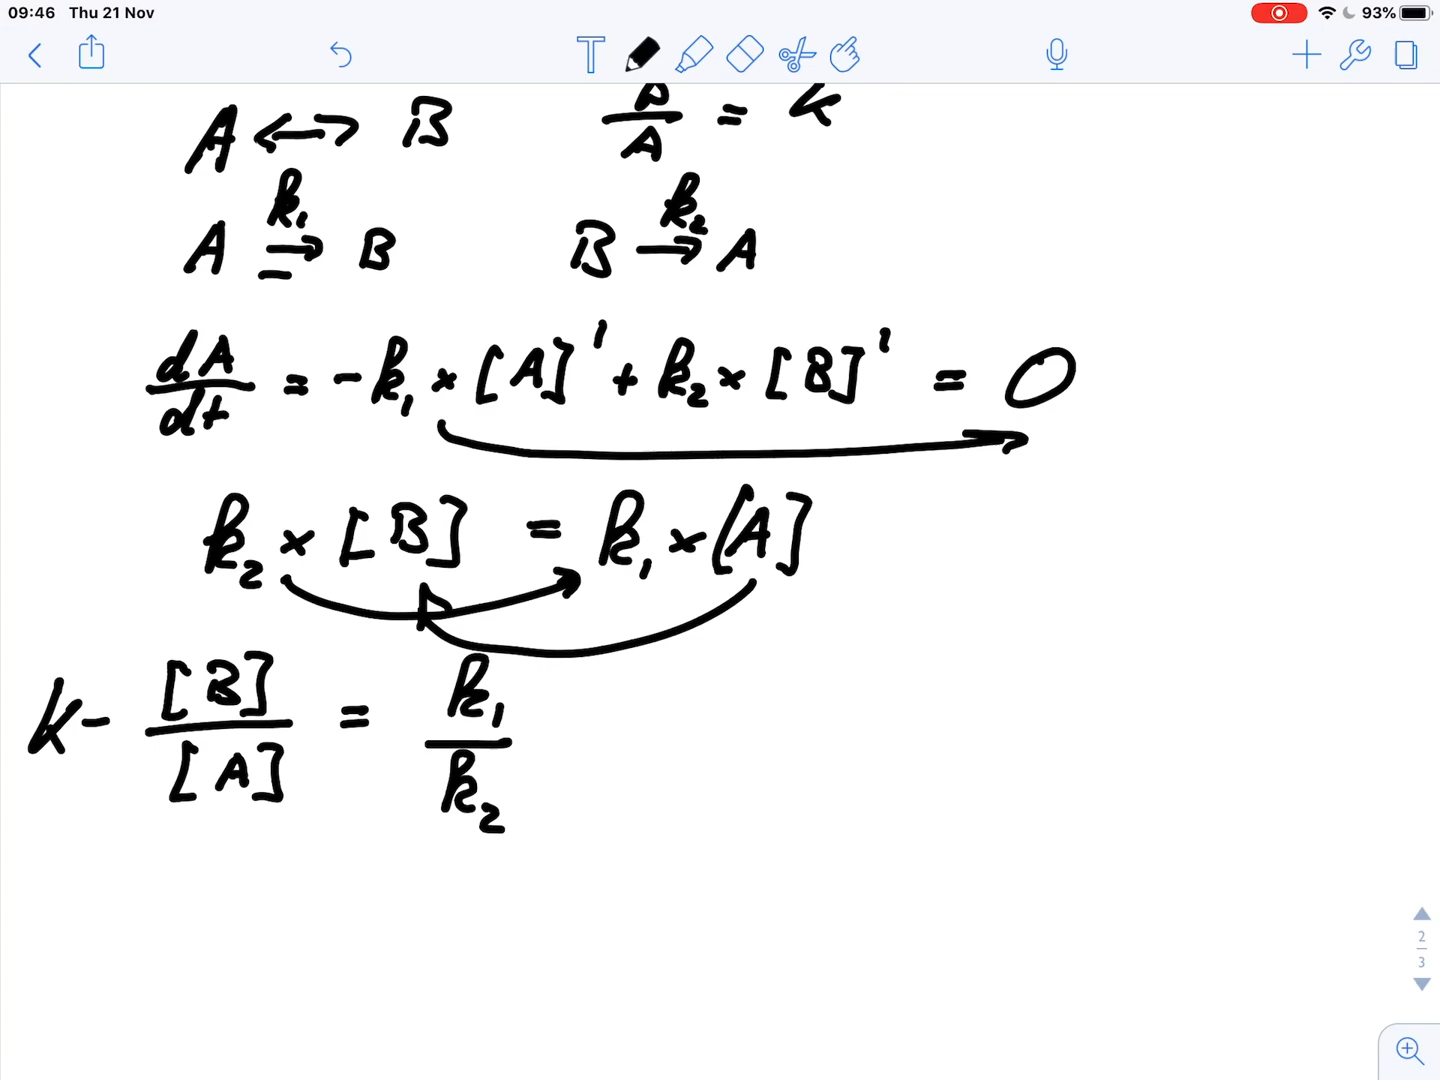 09:46 Thu 21 Nov 93%
T
A ↔ B
/A = K
A →(k₁) B B →(k₂) A
dA/dt = -k₁ × [A]¹ + k₂ × [B]¹ = 0
k₂ × [B] = k₁ × [A]
K - [B]/[A] = k₁/k₂
2
3